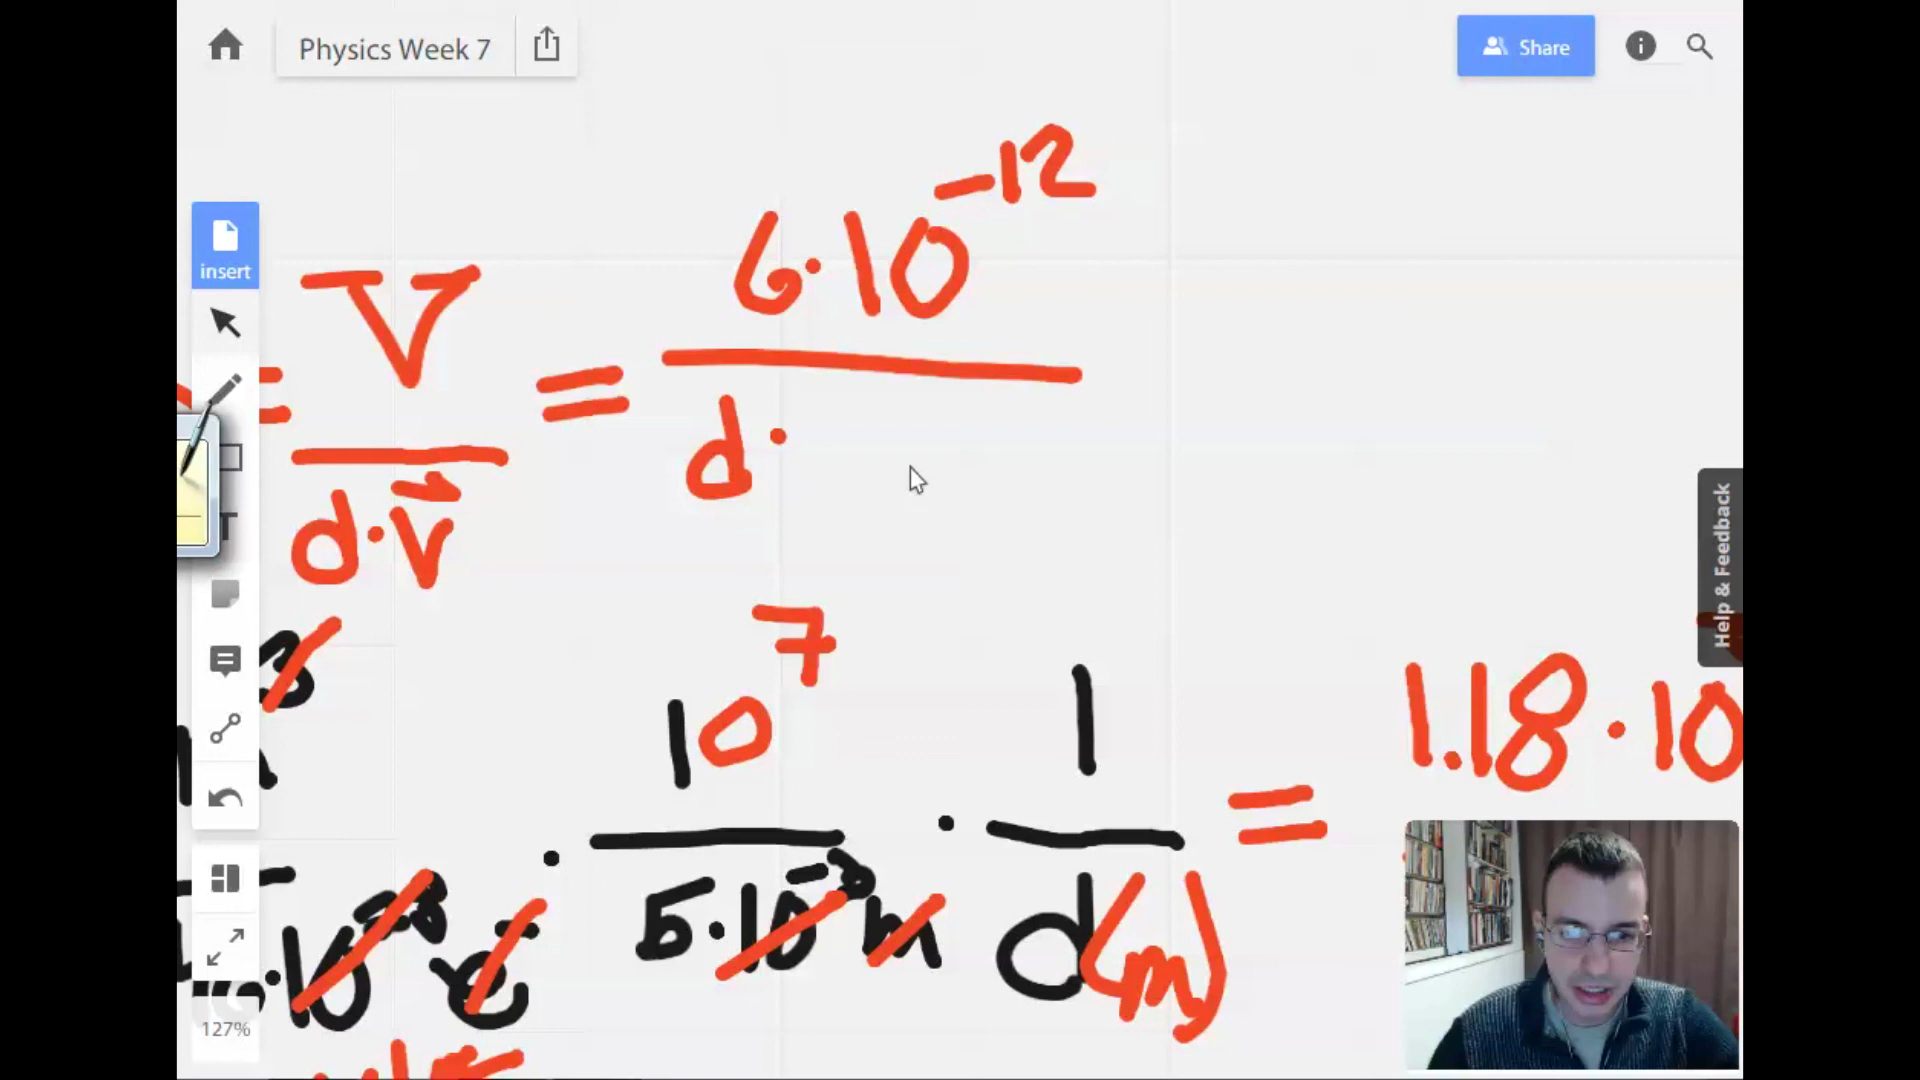 Physics Week 7
Share
insert
= V / d·v = 6·10^-12 / d·
10^7 / 5·10 m · 1 / d(m) = 1.18·10
·10 e
Help & Feedback
127%